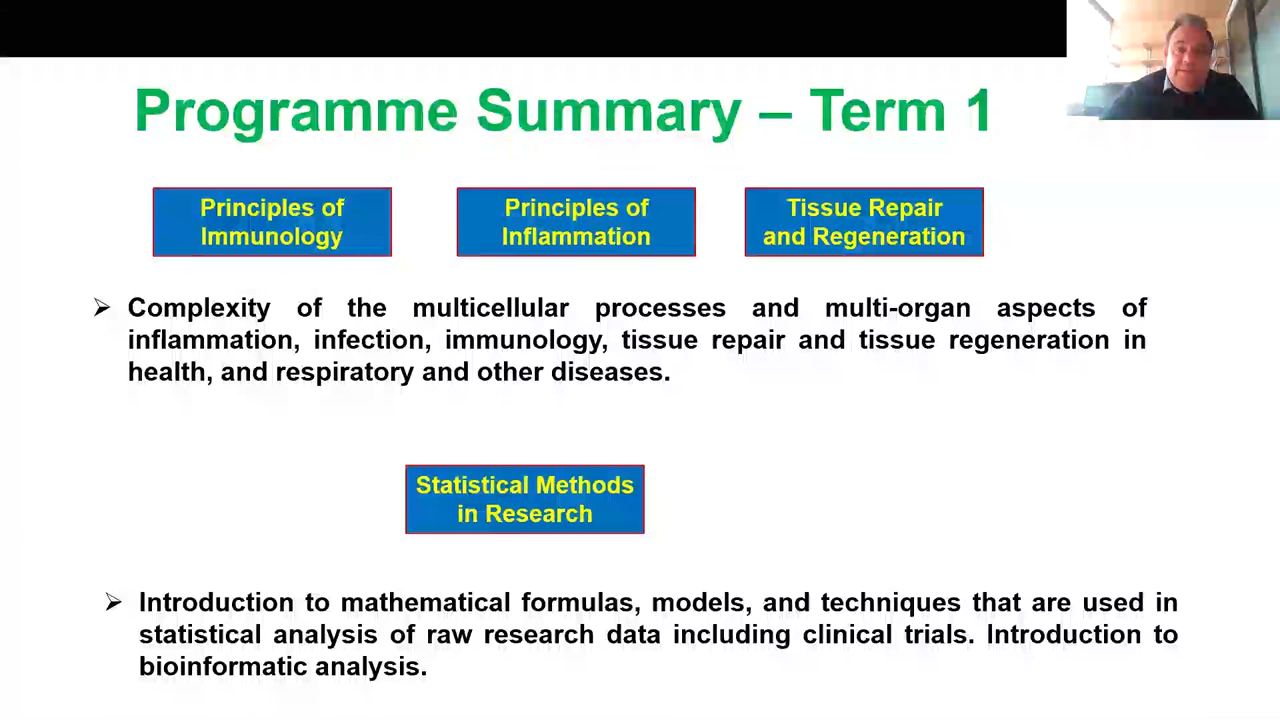 Programme Summary – Term 1
Principles of
Immunology
Principles of
Inflammation
Tissue Repair
and Regeneration
Complexity of the multicellular processes and multi-organ aspects of
inflammation, infection, immunology, tissue repair and tissue regeneration in
health, and respiratory and other diseases.
Statistical Methods
in Research
Introduction to mathematical formulas, models, and techniques that are used in
statistical analysis of raw research data including clinical trials. Introduction to
bioinformatic analysis.